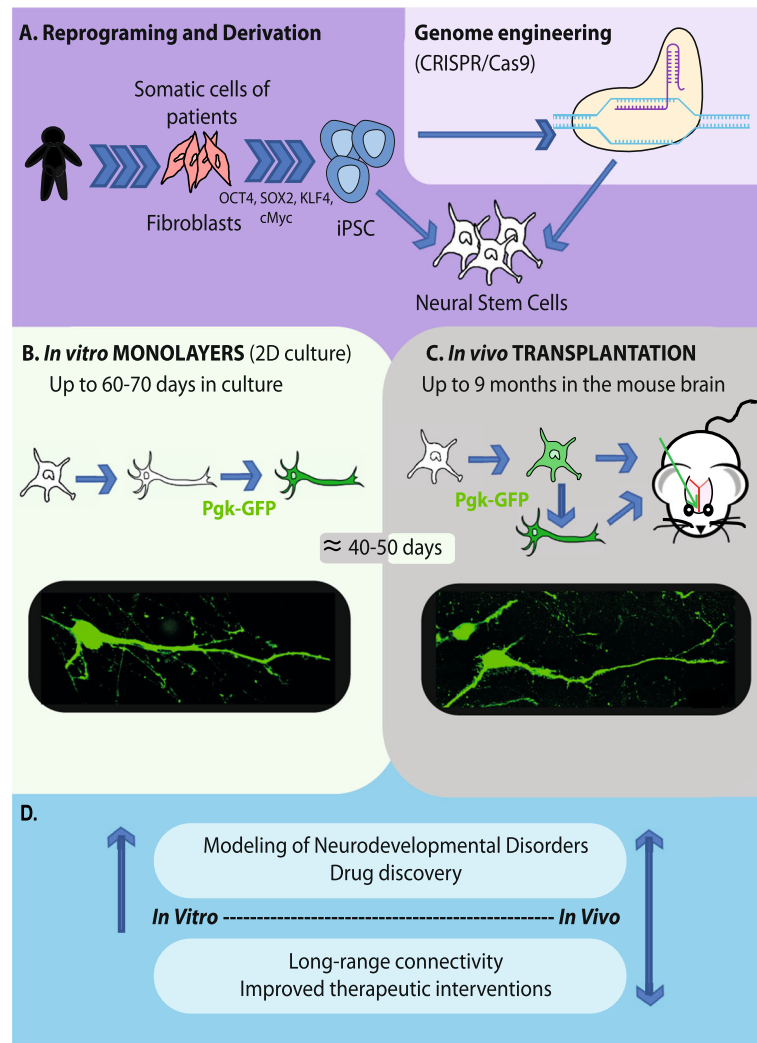 A. Reprograming and Derivation
Genome engineering
(CRISPR/Cas9)
Somatic cells of
patients
OCT4, SOX2, KLF4,
cMyc
Fibroblasts
iPSC
Neural Stem Cells
B. In vitro MONOLAYERS (2D culture)
Up to 60-70 days in culture
Pgk-GFP
C. In vivo TRANSPLANTATION
Up to 9 months in the mouse brain
Pgk-GFP
≈ 40-50 days
D.
Modeling of Neurodevelopmental Disorders
Drug discovery
In Vitro ------------------------------------------------- In Vivo
Long-range connectivity
Improved therapeutic interventions